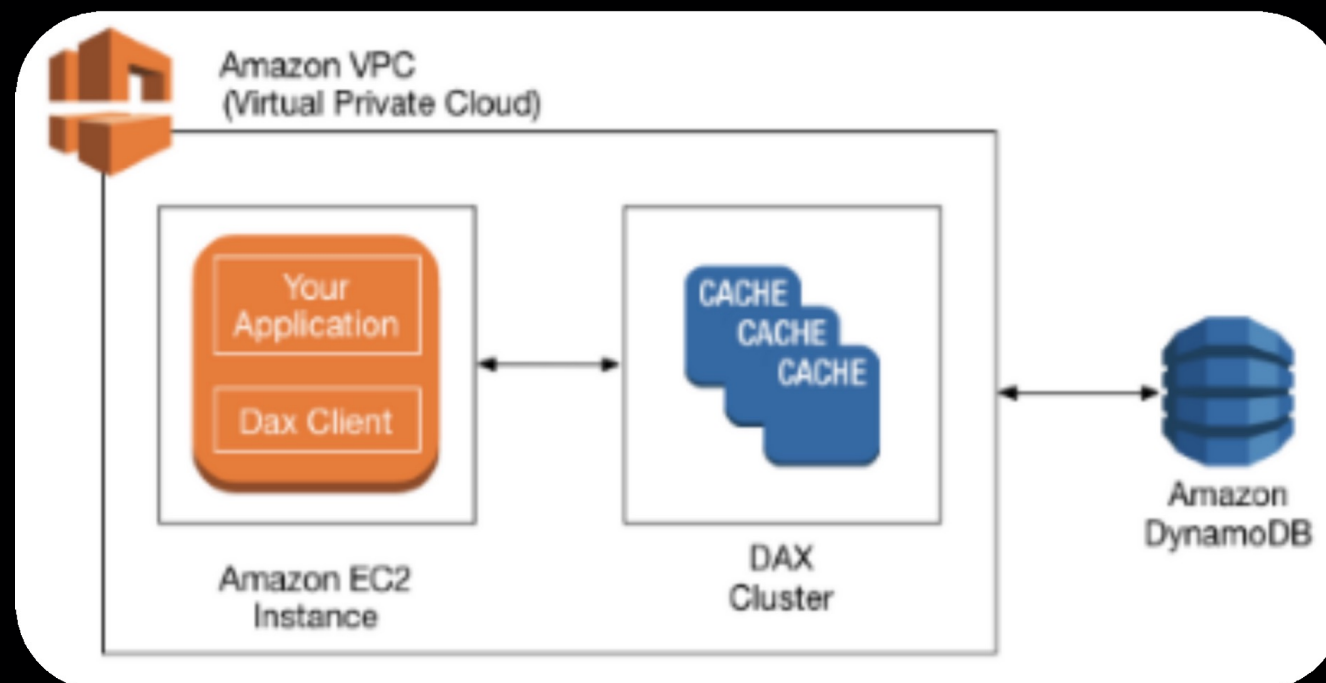 Amazon VPC
(Virtual Private Cloud)
Your
Application
Dax Client
Amazon EC2
Instance
CACHE
CACHE
CACHE
DAX
Cluster
Amazon
DynamoDB